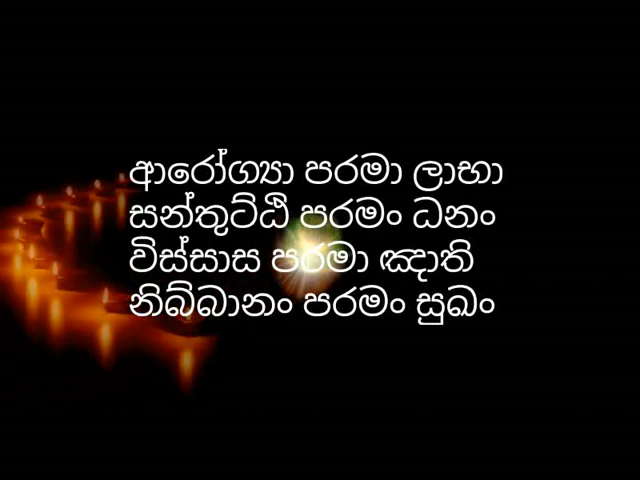 ආරෝග්‍යා පරමා ලාභා
සන්තුට්ඨි පරමං ධනං
විස්සාස පරමා ඤාති
නිබ්බානං පරමං සුඛං